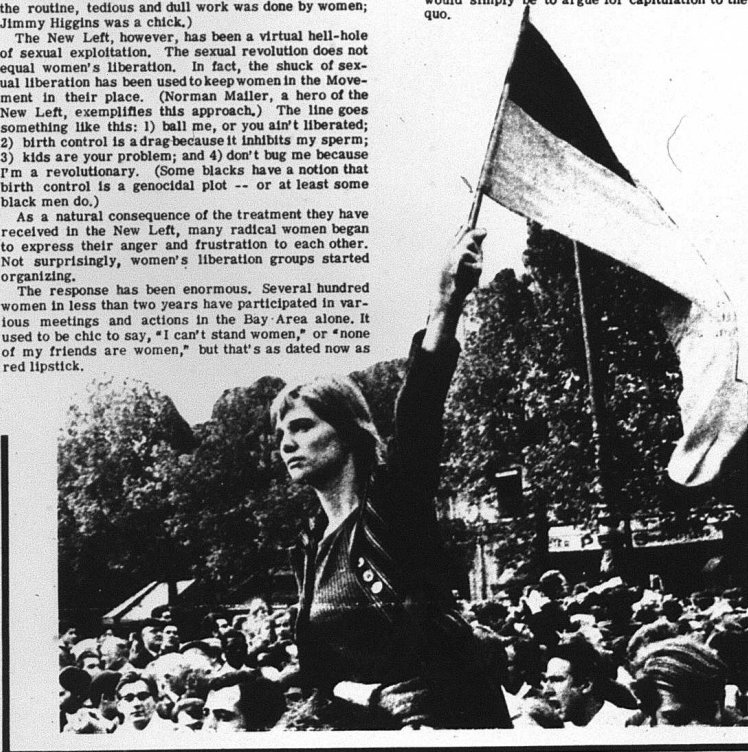 the routine, tedious and dull work was done by women;
Jimmy Higgins was a chick.)
The New Left, however, has been a virtual hell-hole
of sexual exploitation. The sexual revolution does not
equal women's liberation. In fact, the shuck of sex-
ual liberation has been used to keep women in the Move-
ment in their place. (Norman Mailer, a hero of the
New Left, exemplifies this approach.) The line goes
something like this: 1) ball me, or you ain't liberated;
2) birth control is a drag because it inhibits my sperm;
3) kids are your problem; and 4) don't bug me because
I'm a revolutionary. (Some blacks have a notion that
birth control is a genocidal plot -- or at least some
black men do.)
As a natural consequence of the treatment they have
received in the New Left, many radical women began
to express their anger and frustration to each other.
Not surprisingly, women's liberation groups started
organizing.
The response has been enormous. Several hundred
women in less than two years have participated in var-
ious meetings and actions in the Bay Area alone. It
used to be chic to say, "I can't stand women," or "none
of my friends are women," but that's as dated now as
red lipstick.
would simply be to argue for capitulation to the
quo.